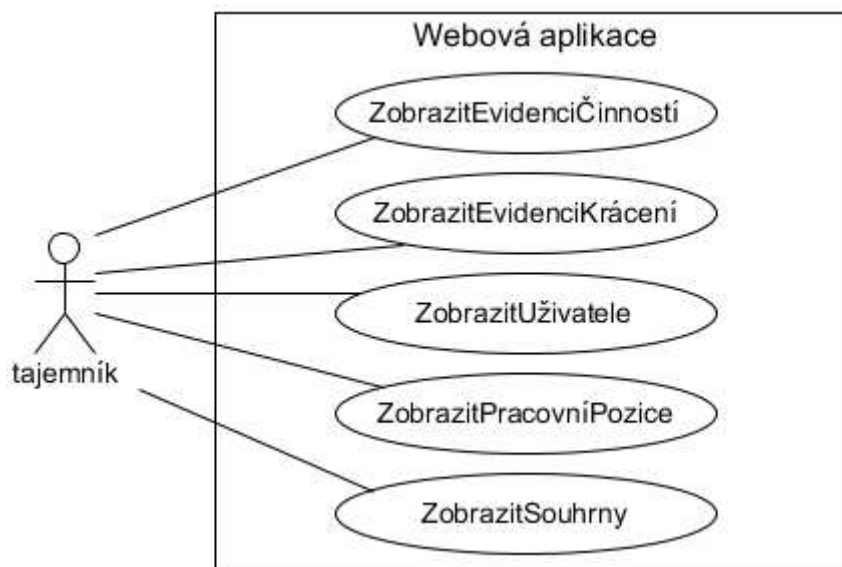 Webová aplikace
ZobrazitEvidenciČinností
ZobrazitEvidenciKrácení
ZobrazitUživatele
tajemník
ZobrazitPracovníPozice
ZobrazitSouhrny